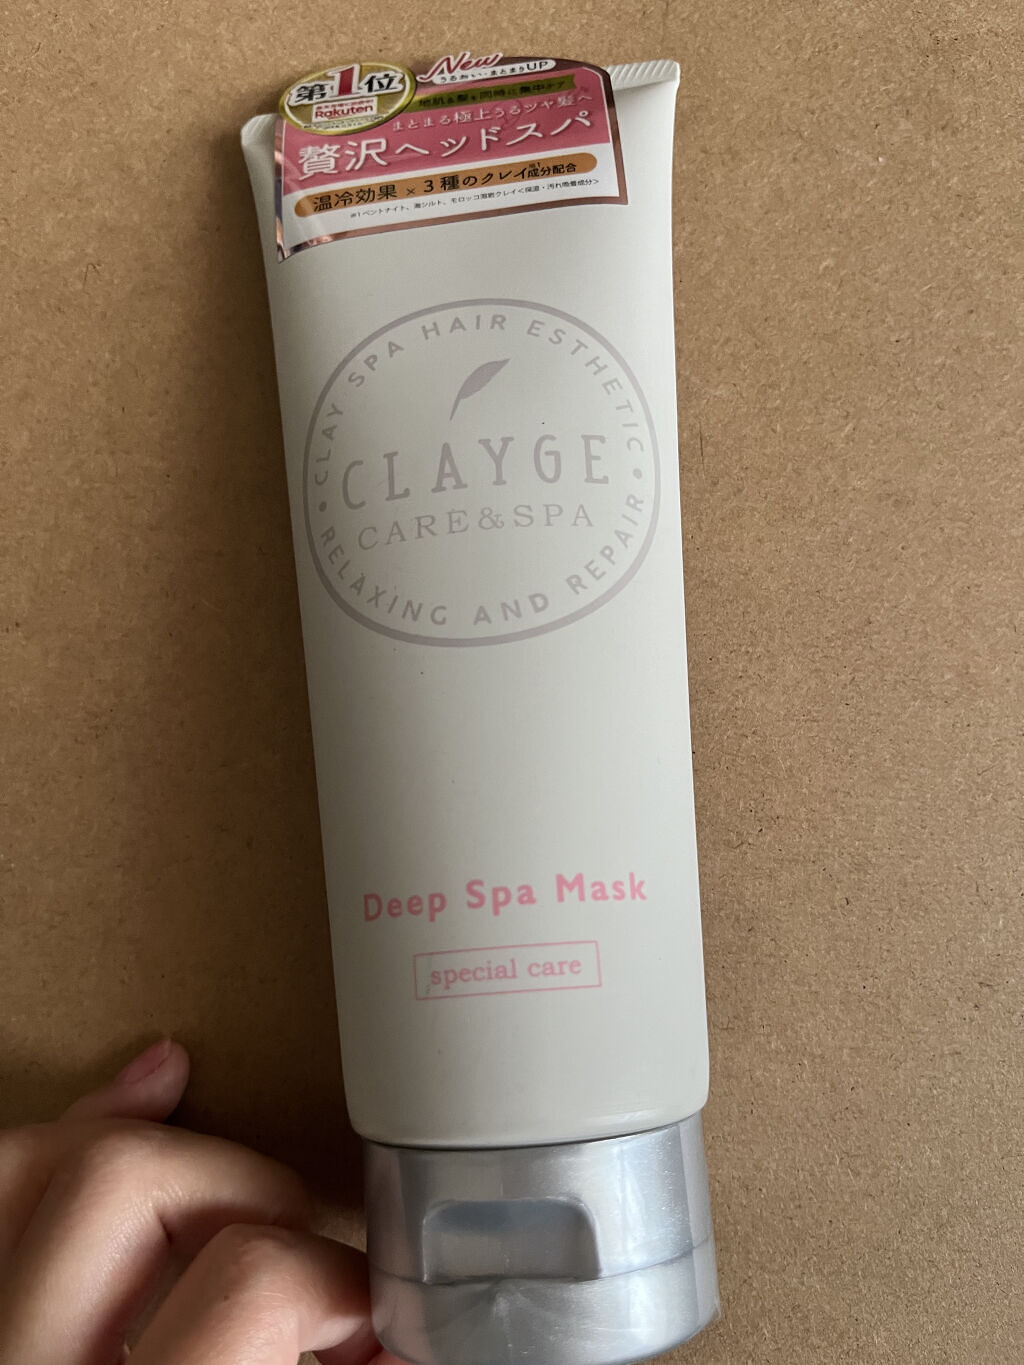 第1位
Rakuten
New
うるおい・まとまりUP
地肌&髪を同時に集中ケア
まとまる極上うるツヤ髪へ
贅沢ヘッドスパ
温冷効果×3種のクレイ※1成分配合
※1ベントナイト、海シルト、モロッコ溶岩クレイ<保湿・汚れ吸着成分>
CLAY SPA HAIR ESTHETIC
CLAYGE
CARE&SPA
RELAXING AND REPAIR
Deep Spa Mask
special care